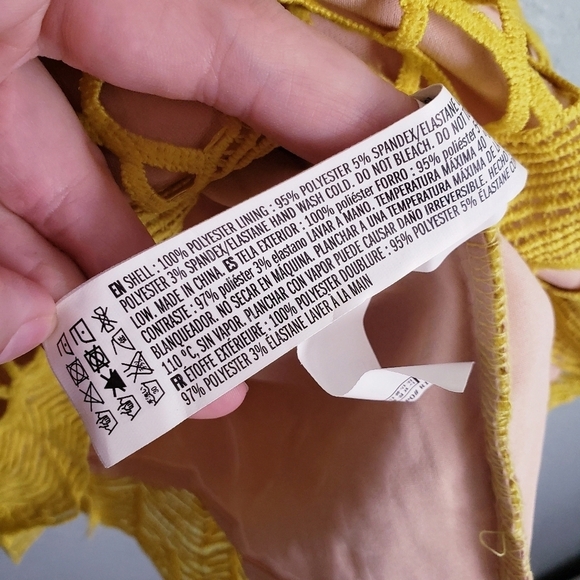 EN SHELL : 100% POLYESTER LINING : 95% POLYESTER 5% SPANDEX/ELASTANE
POLYESTER 3% SPANDEX/ELASTANE HAND WASH COLD. DO NOT BLEACH. DO NOT
LOW. MADE IN CHINA. ES TELA EXTERIOR : 100% poliéster FORRO : 95% poliéster
CONTRASTE : 97% poliéster 3% elastano LAVAR A MANO. TEMPERATURA MÁXIMA 40
BLANQUEADOR. NO SECAR EN MÁQUINA. PLANCHAR A UNA TEMPERATURA MÁXIMA DE
110 °C, SIN VAPOR. PLANCHAR CON VAPOR PUEDE CAUSAR DAÑO IRREVERSIBLE. HECHO
FR ÉTOFFE EXTÉRIEURE : 100% POLYESTER DOUBLURE : 95% POLYESTER 5% ÉLASTANE
97% POLYESTER 3% ÉLASTANE LAVER À LA MAIN